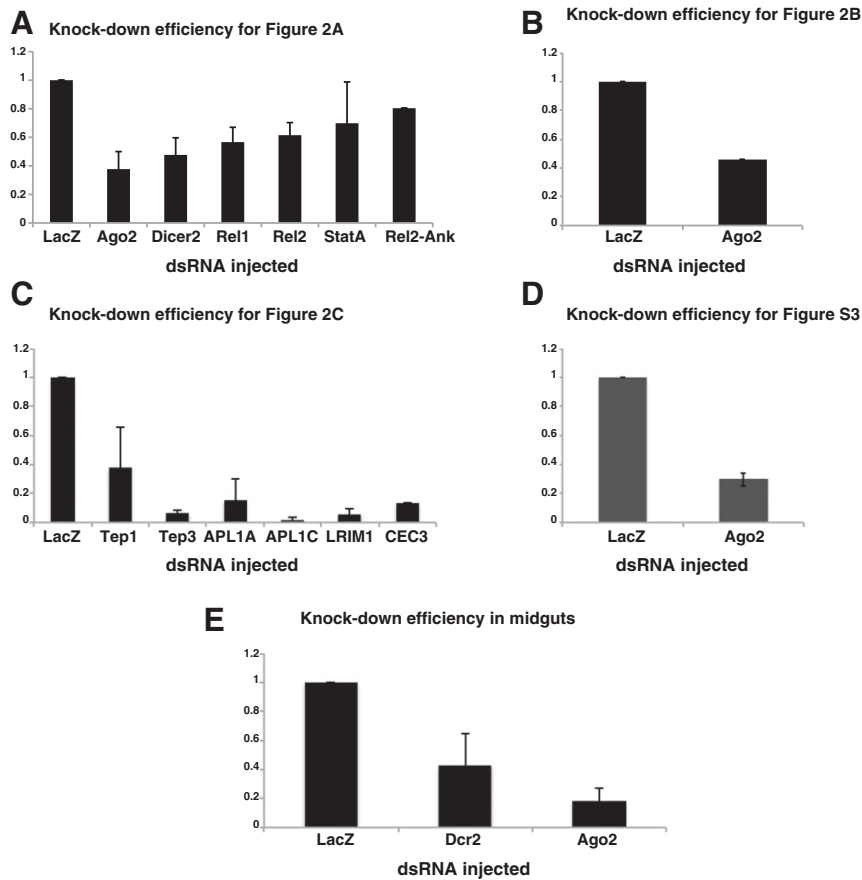 A
Knock-down efficiency for Figure 2A
1.2
1
0.8
0.6
0.4
0.2
0
LacZ Ago2 Dicer2 Rel1 Rel2 StatA Rel2-Ank
dsRNA injected
B
Knock-down efficiency for Figure 2B
1.2
1
0.8
0.6
0.4
0.2
0
LacZ Ago2
dsRNA injected
C
Knock-down efficiency for Figure 2C
1.2
1
0.8
0.6
0.4
0.2
0
LacZ Tep1 Tep3 APL1A APL1C LRIM1 CEC3
dsRNA injected
D
Knock-down efficiency for Figure S3
1.2
1
0.8
0.6
0.4
0.2
0
LacZ Ago2
dsRNA injected
E
Knock-down efficiency in midguts
1.2
1
0.8
0.6
0.4
0.2
0
LacZ Dcr2 Ago2
dsRNA injected